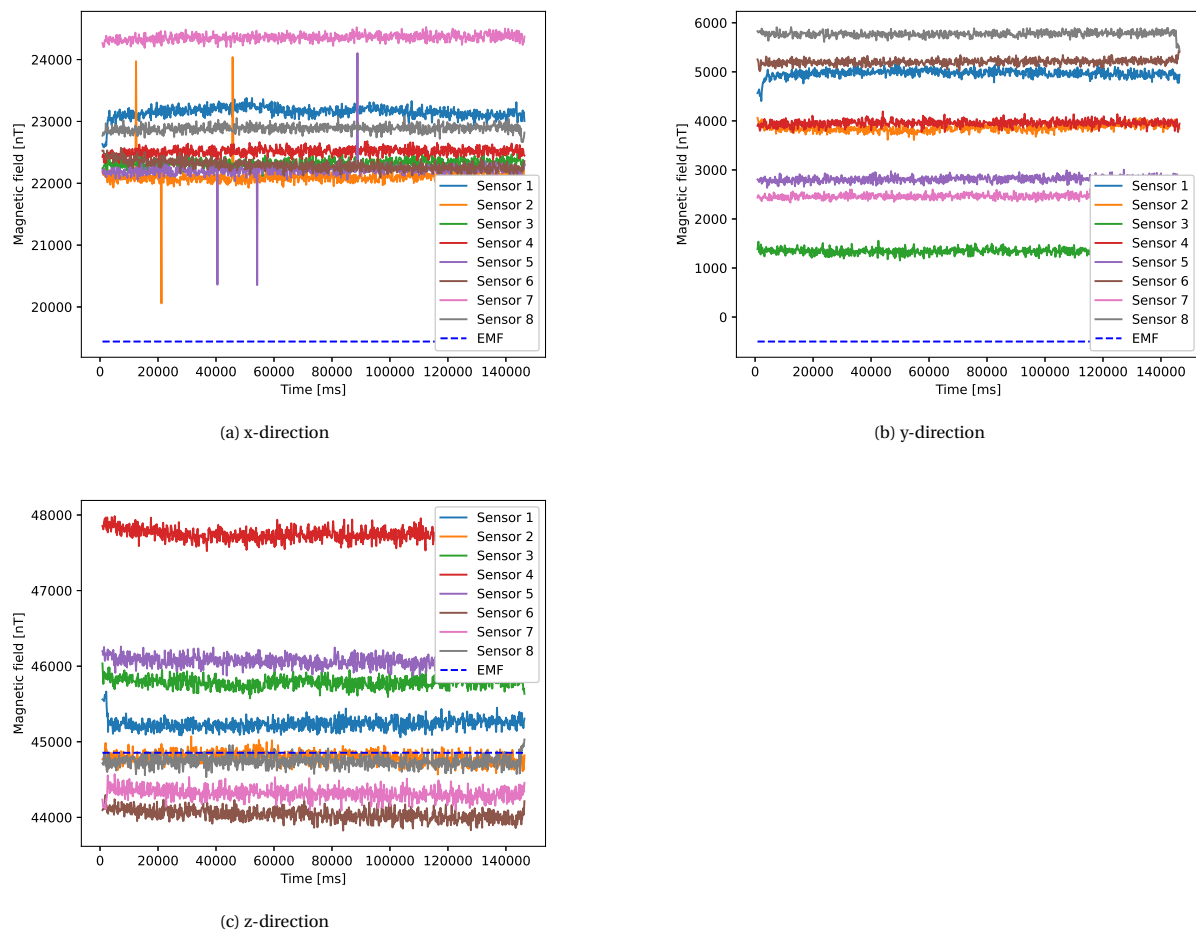 24000
23000
22000
21000
20000
Magnetic field [nT]
Sensor 1
Sensor 2
Sensor 3
Sensor 4
Sensor 5
Sensor 6
Sensor 7
Sensor 8
EMF
0 20000 40000 60000 80000 100000 120000 140000
Time [ms]
(a) x-direction
6000
5000
4000
3000
2000
1000
0
Magnetic field [nT]
Sensor 1
Sensor 2
Sensor 3
Sensor 4
Sensor 5
Sensor 6
Sensor 7
Sensor 8
EMF
0 20000 40000 60000 80000 100000 120000 140000
Time [ms]
(b) y-direction
48000
47000
46000
45000
44000
Magnetic field [nT]
Sensor 1
Sensor 2
Sensor 3
Sensor 4
Sensor 5
Sensor 6
Sensor 7
Sensor 8
EMF
0 20000 40000 60000 80000 100000 120000 140000
Time [ms]
(c) z-direction